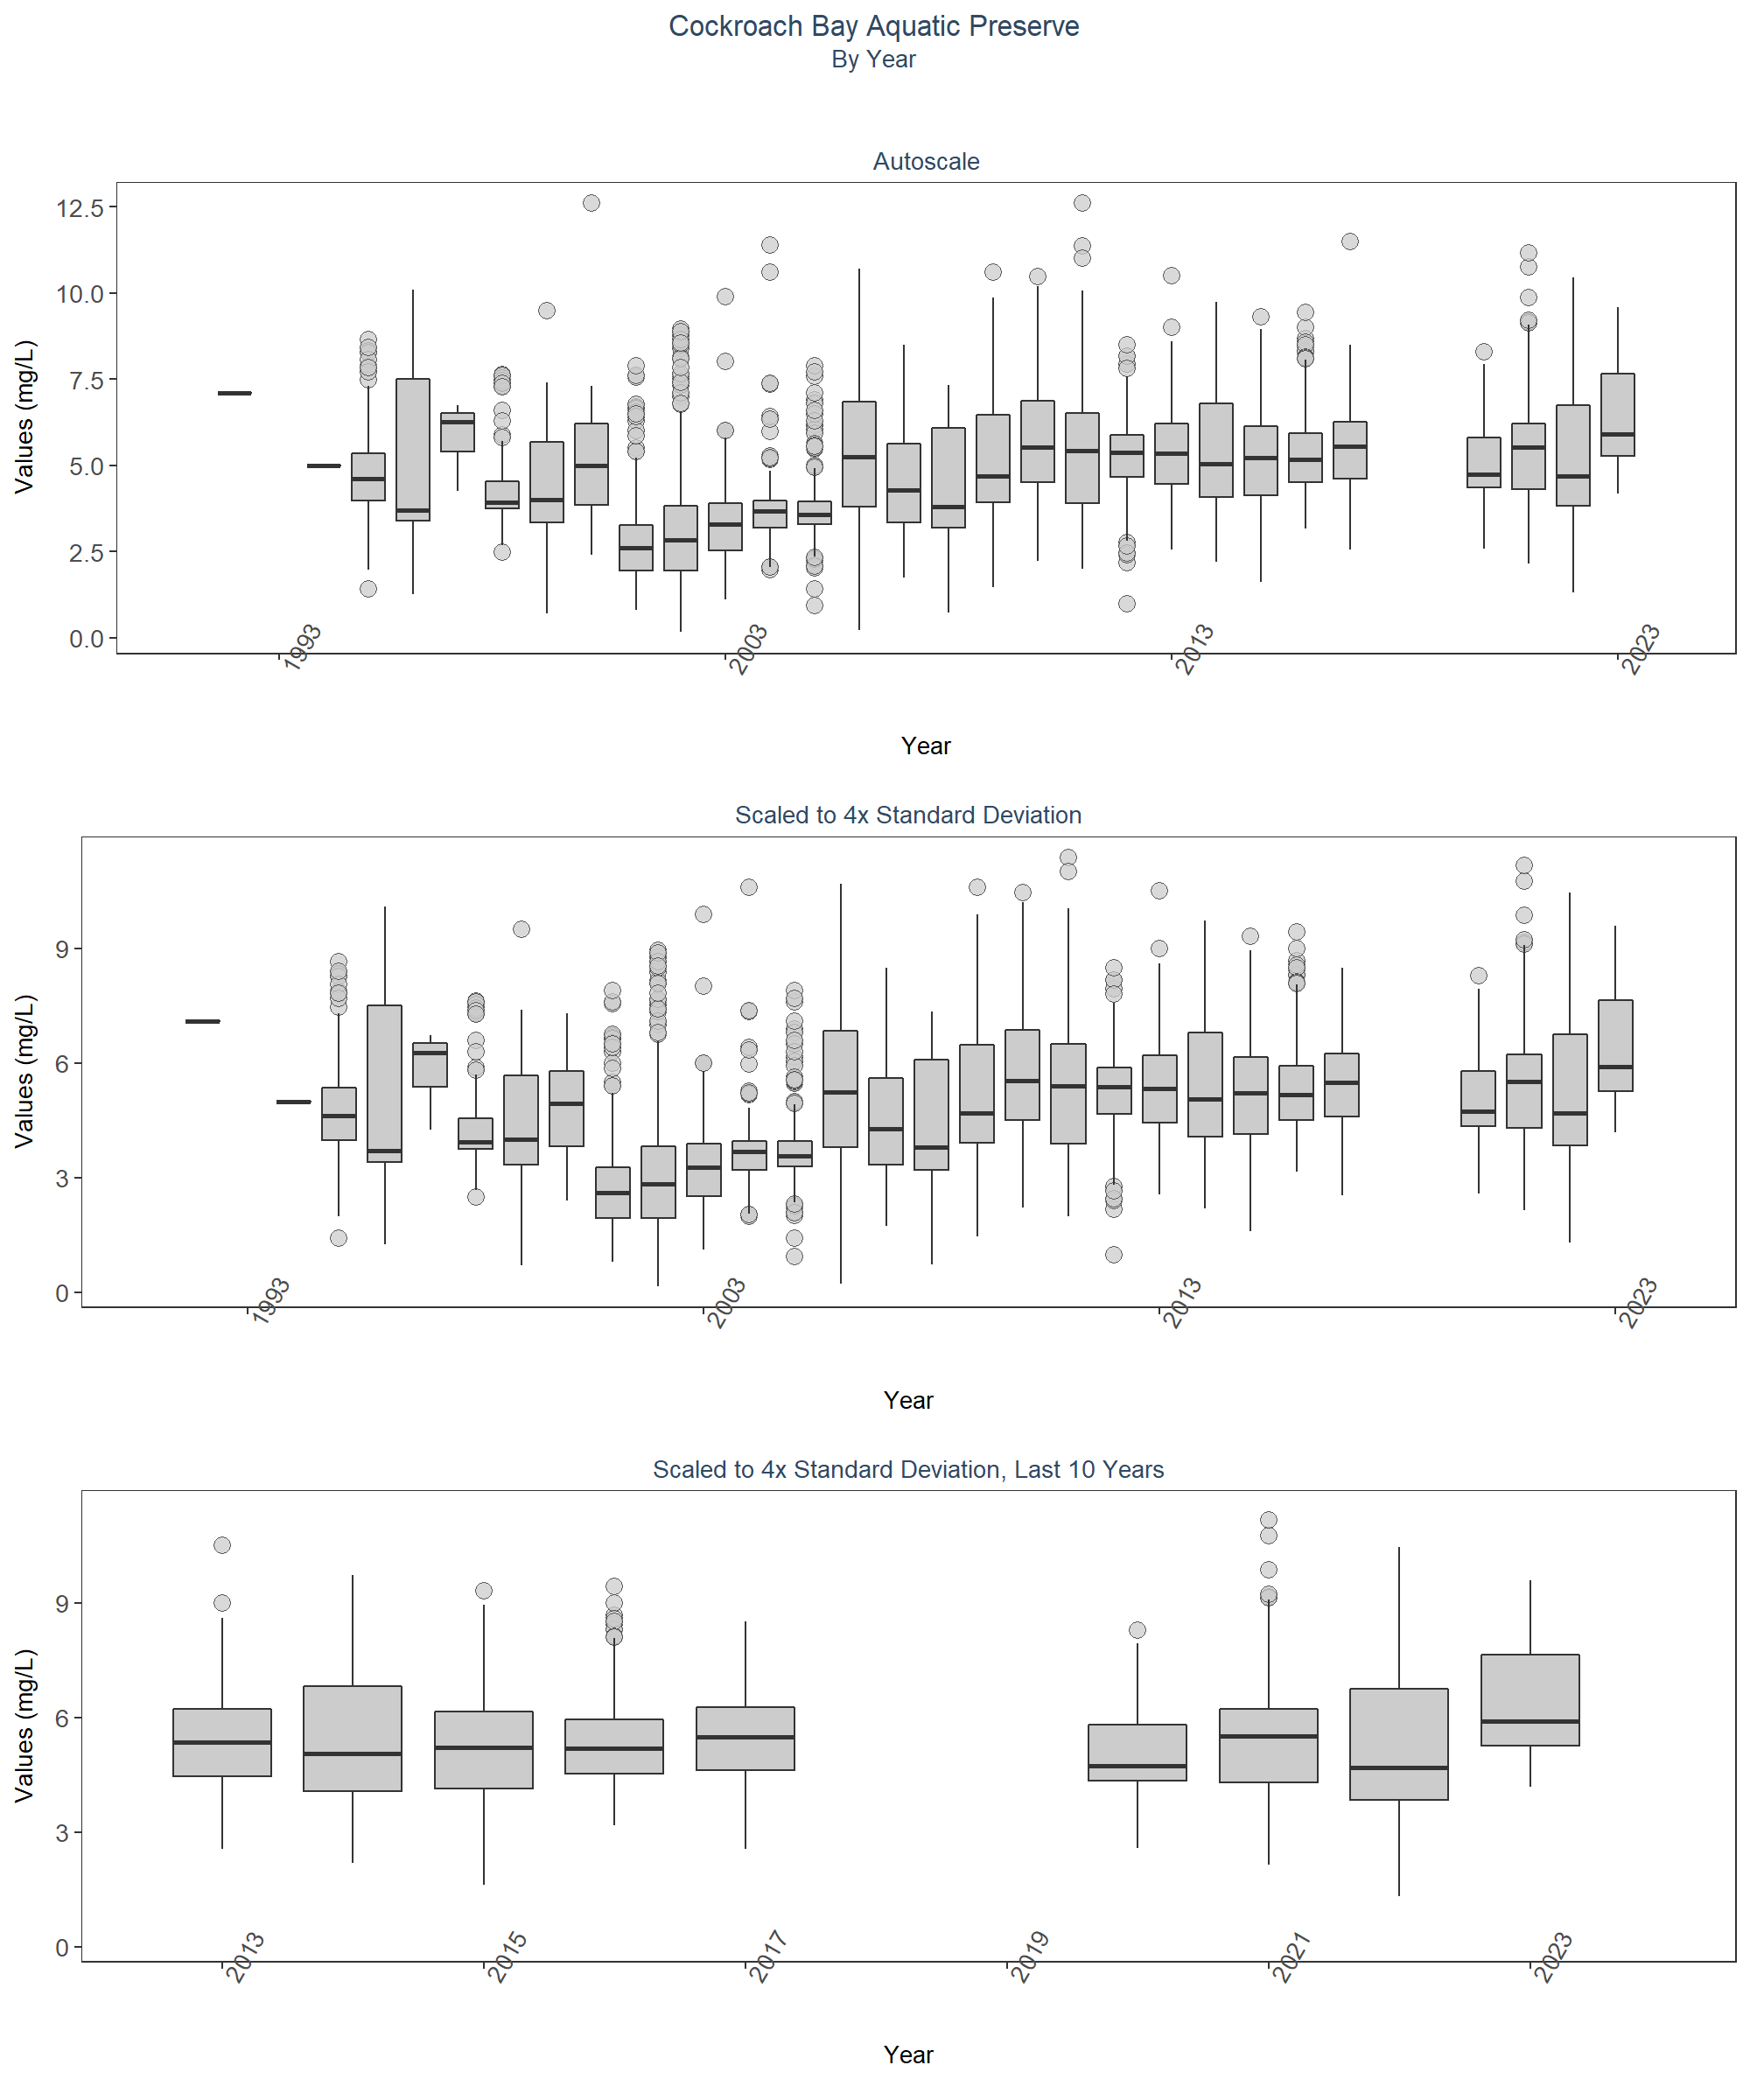 Cockroach Bay Aquatic Preserve
By Year
Autoscale
Values (mg/L)
12.5
10.0
7.5
5.0
2.5
0.0
1993
2003
2013
2023
Year
Scaled to 4x Standard Deviation
Values (mg/L)
9
6
3
0
1993
2003
2013
2023
Year
Scaled to 4x Standard Deviation, Last 10 Years
Values (mg/L)
9
6
3
0
2013
2015
2017
2019
2021
2023
Year